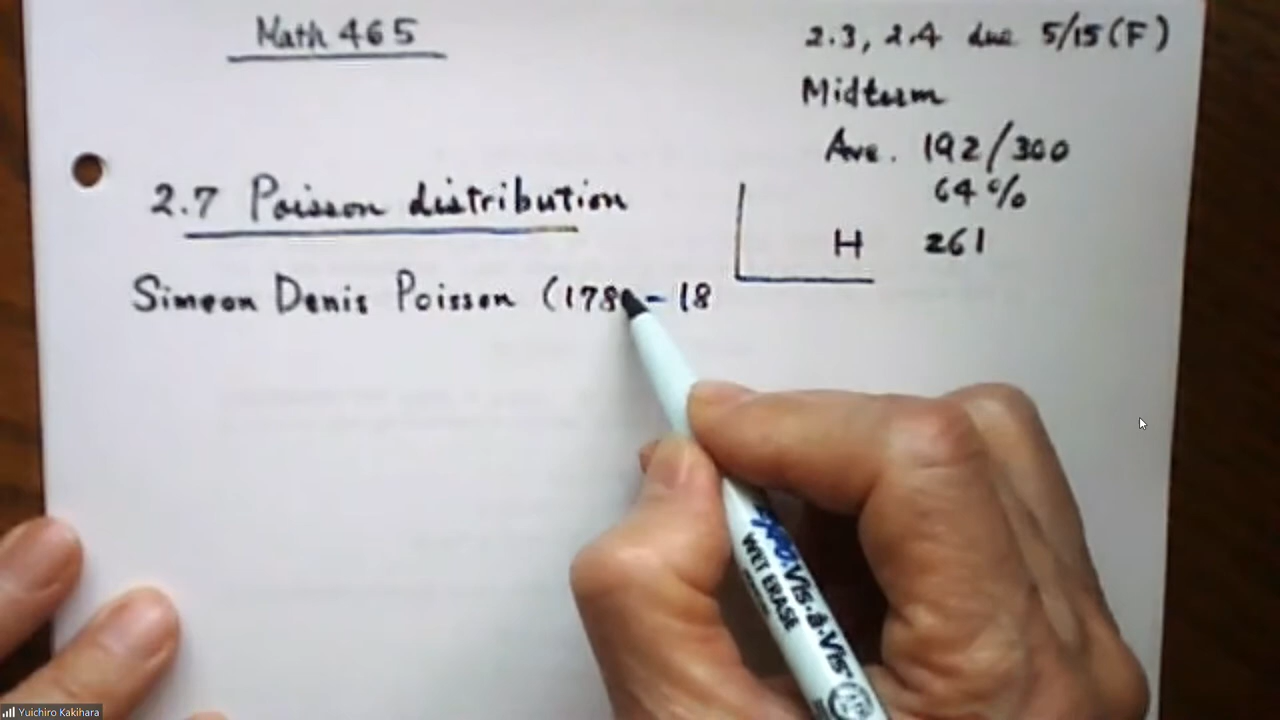 Math 465
2.3, 2.4 due 5/15 (F)
Midterm
Ave. 192/300
64%
H 261
2.7 Poisson distribution
Simeon Denis Poisson (178 - 18
Vis-à-Vis
WET ERASE
Yuichiro Kakihara